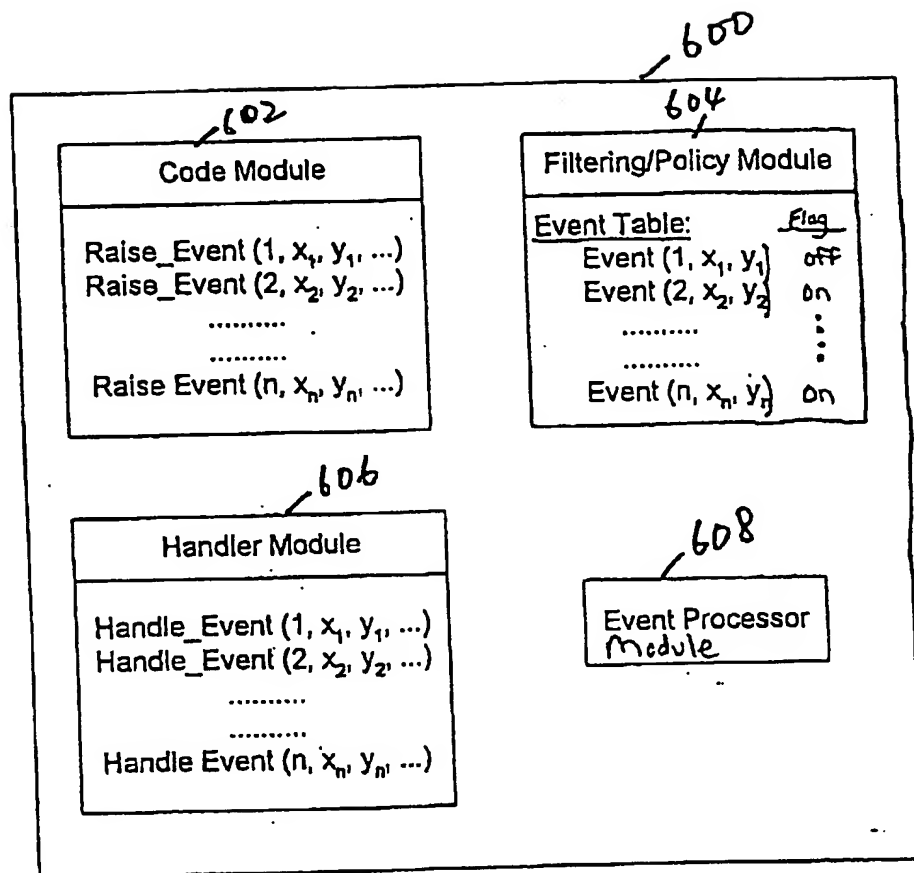 600
602
Code Module
Raise_Event (1, x₁, y₁, ...)
Raise_Event (2, x₂, y₂, ...)
..........
..........
Raise Event (n, xₙ, yₙ, ...)
604
Filtering/Policy Module
Event Table: Flag
Event (1, x₁, y₁) off
Event (2, x₂, y₂) on
..........
..........
Event (n, xₙ, yₙ) on
606
Handler Module
Handle_Event (1, x₁, y₁, ...)
Handle_Event (2, x₂, y₂, ...)
..........
..........
Handle Event (n, xₙ, yₙ, ...)
608
Event Processor
Module